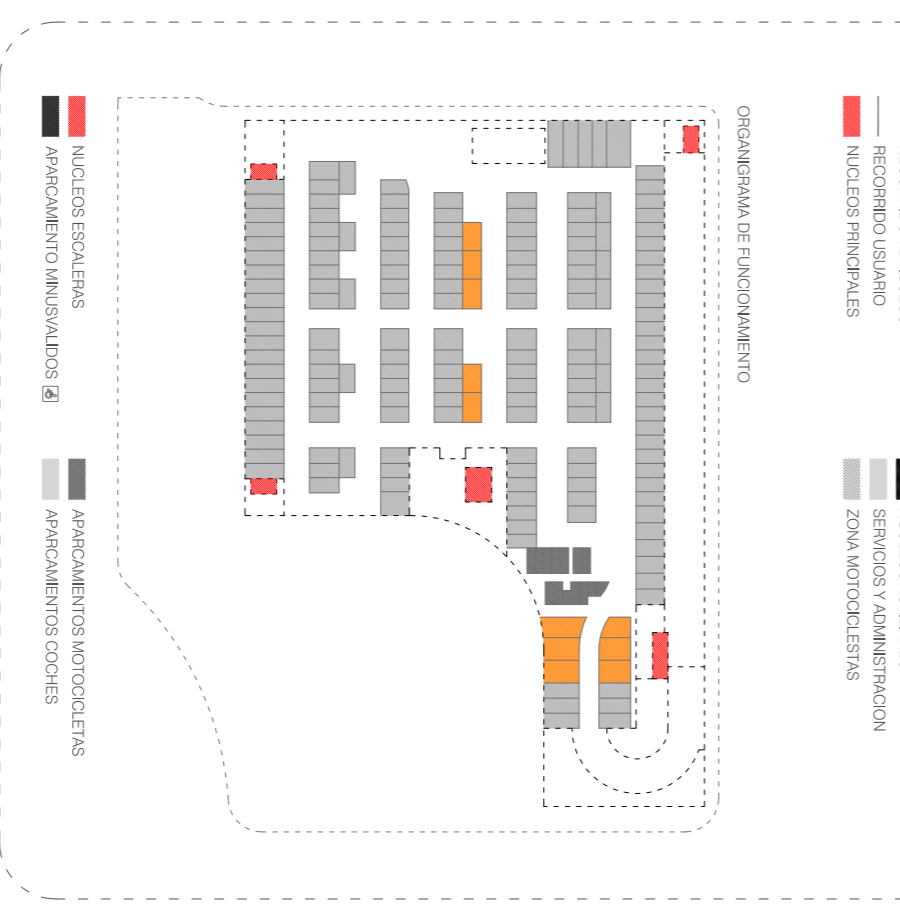 ORGANIGRAMA DE FUNCIONAMIENTO
RECORRIDO USUARIO
NUCLEOS PRINCIPALES
SERVICIOS Y ADMINISTRACION
ZONA MOTOCICLESTAS
NUCLEOS ESCALERAS
APARCAMIENTO MINUSVALIDOS
APARCAMIENTOS MOTOCICLETAS
APARCAMIENTOS COCHES